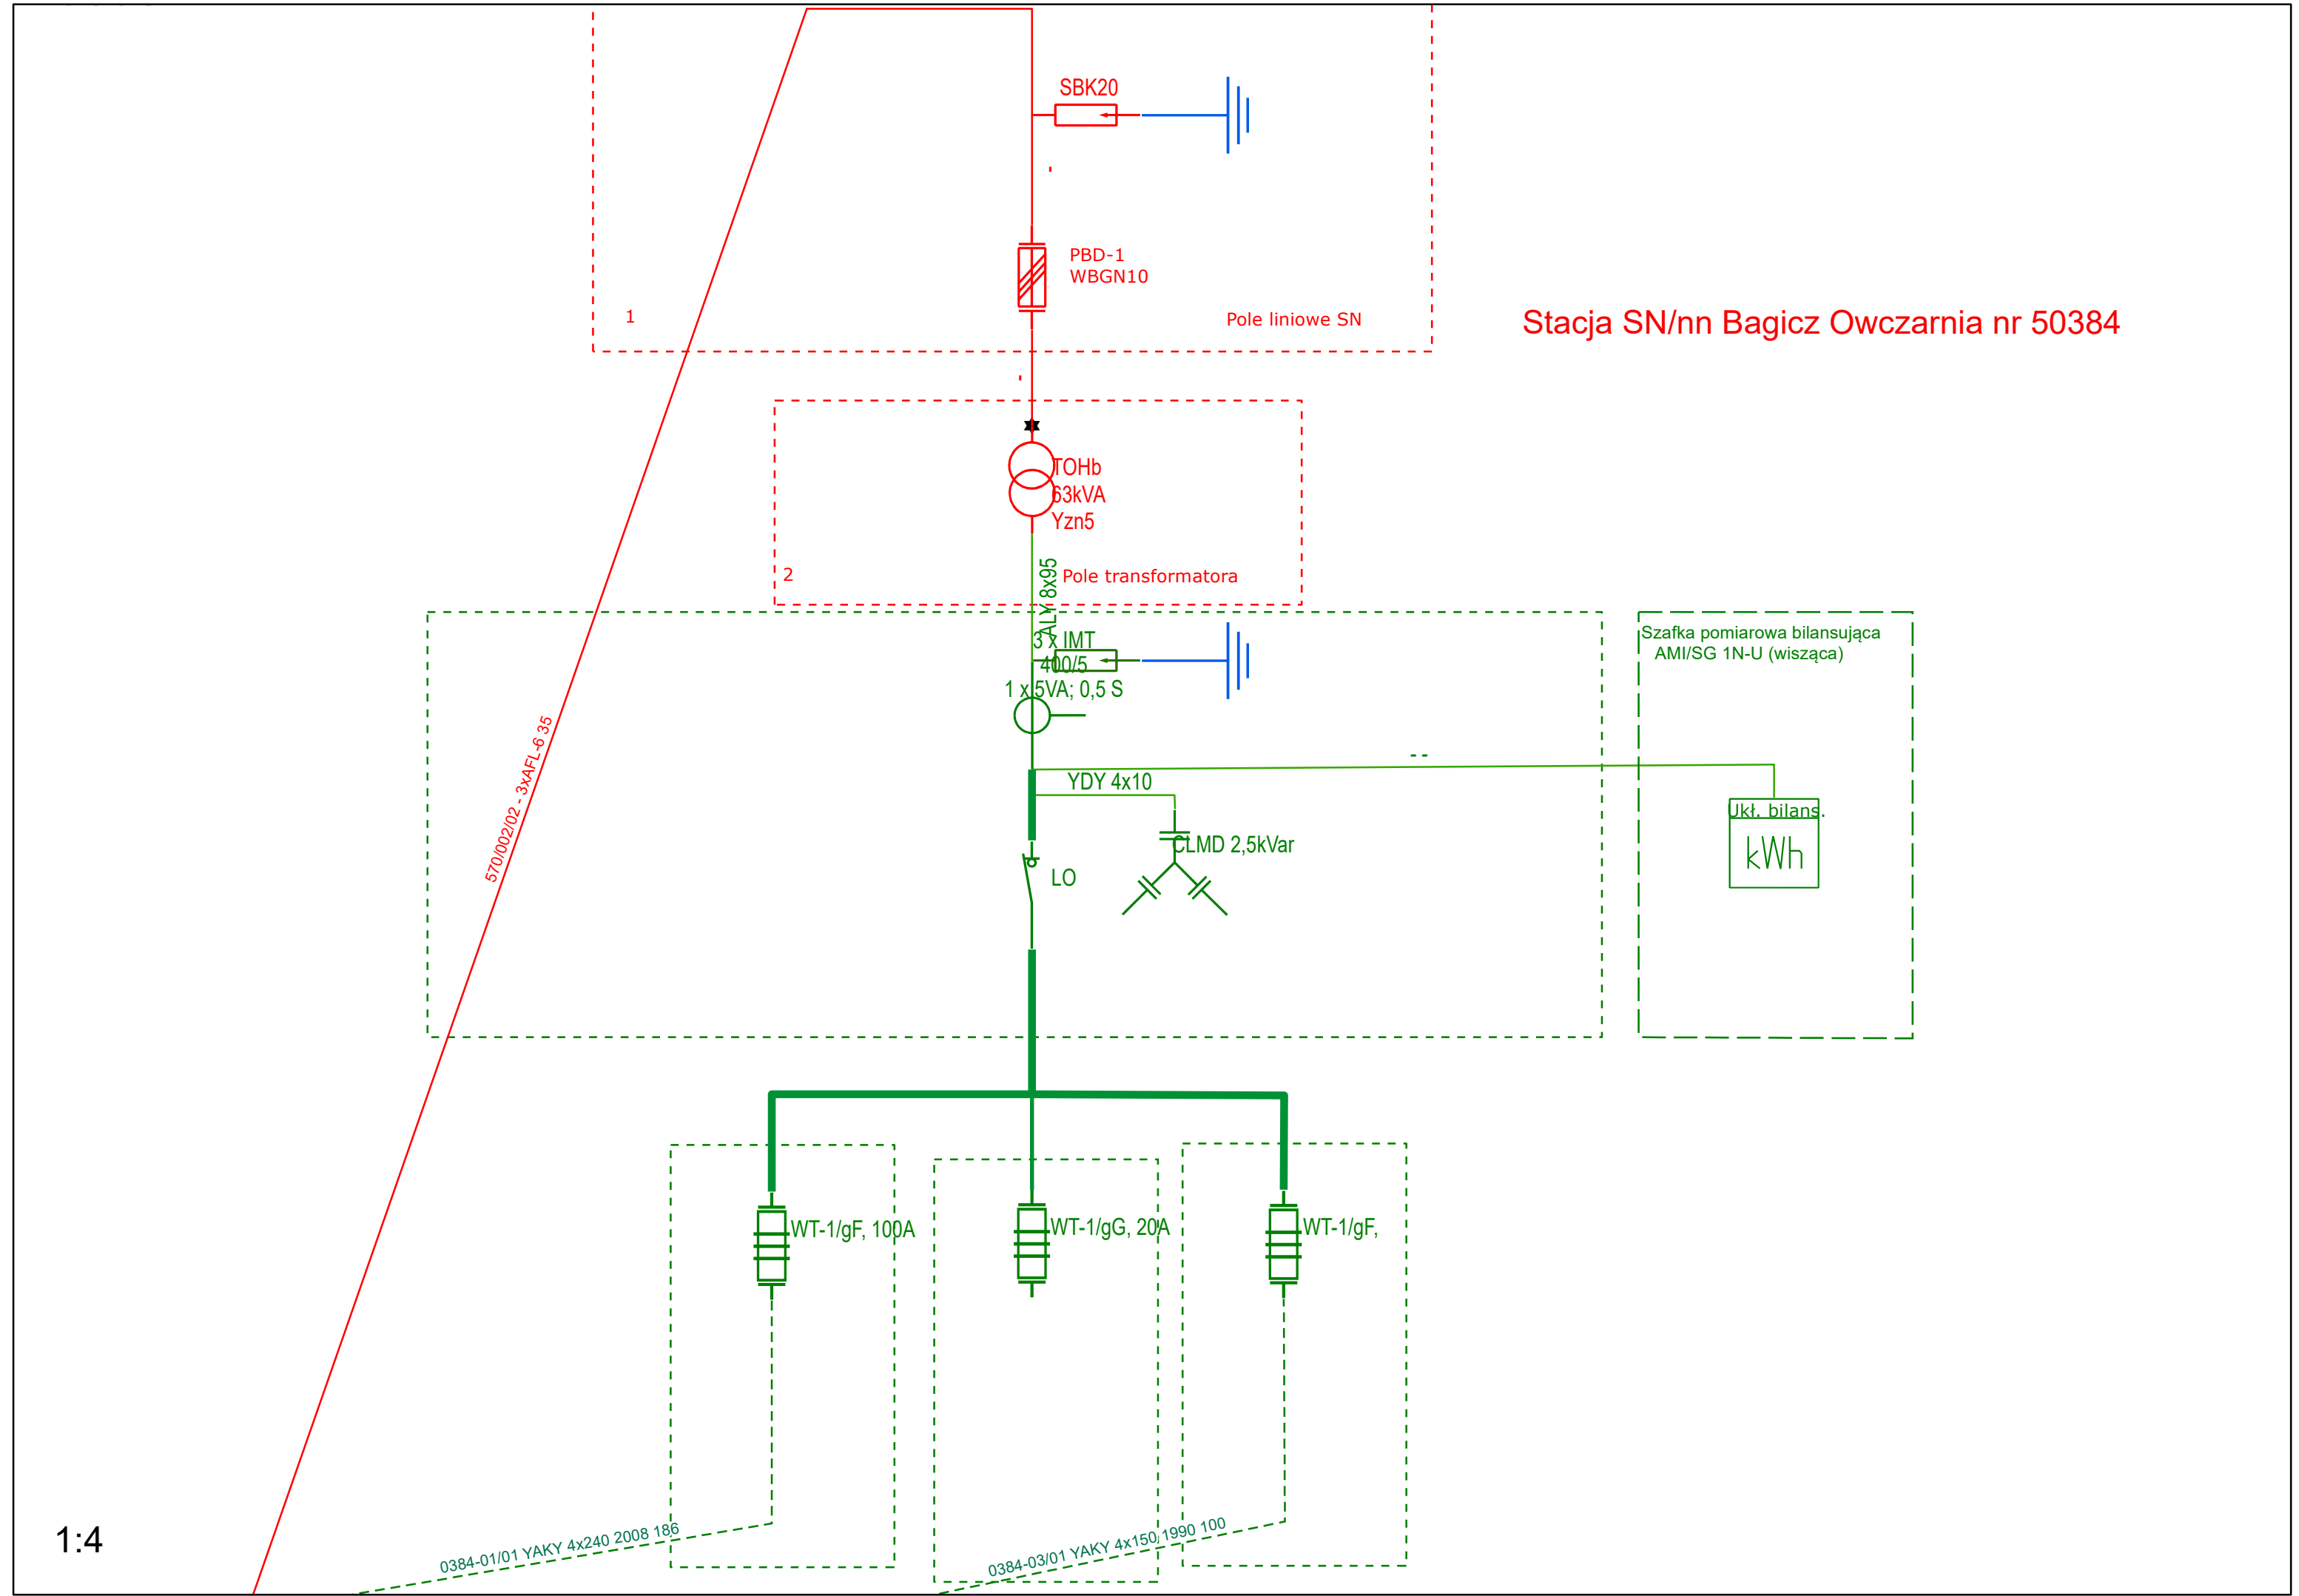 SBK20
PBD-1
WBGN10
1
Pole liniowe SN
Stacja SN/nn Bagicz Owczarnia nr 50384
TOHb
63kVA
Yzn5
2
Pole transformatora
ALY 8x95
3 x IMT
400/5
1 x 5VA; 0,5 S
Szafka pomiarowa bilansująca
AMI/SG 1N-U (wisząca)
570/002/02 - 3xAFL-6 35
- -
YDY 4x10
Ukł. bilans.
kWh
CLMD 2,5kVar
LO
WT-1/gF, 100A
WT-1/gG, 20A
WT-1/gF,
0384-01/01 YAKY 4x240 2008 186
0384-03/01 YAKY 4x150 1990 100
1:4